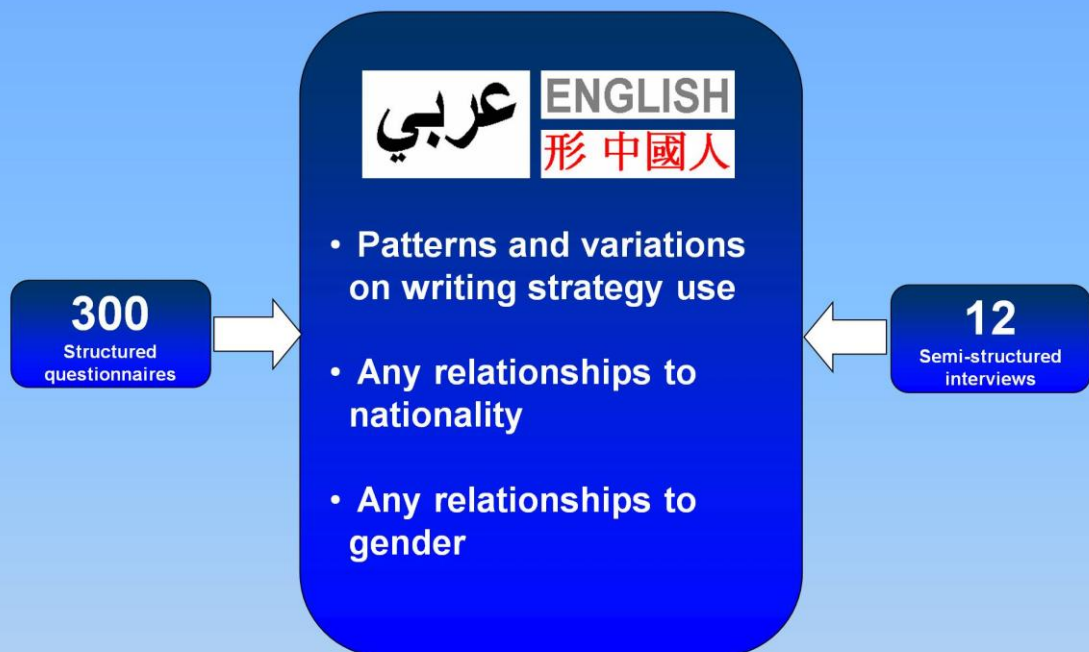 عربي
ENGLISH
形 中國人
• Patterns and variations
on writing strategy use
• Any relationships to
nationality
• Any relationships to
gender
300
Structured
questionnaires
12
Semi-structured
interviews